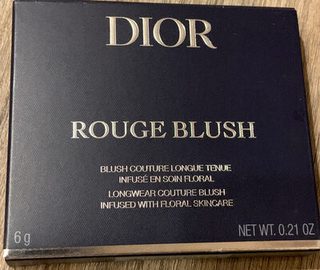 DIOR
ROUGE BLUSH
BLUSH COUTURE LONGUE TENUE
INFUSÉ EN SOIN FLORAL
LONGWEAR COUTURE BLUSH
INFUSED WITH FLORAL SKINCARE
6 g NET WT. 0.21 OZ